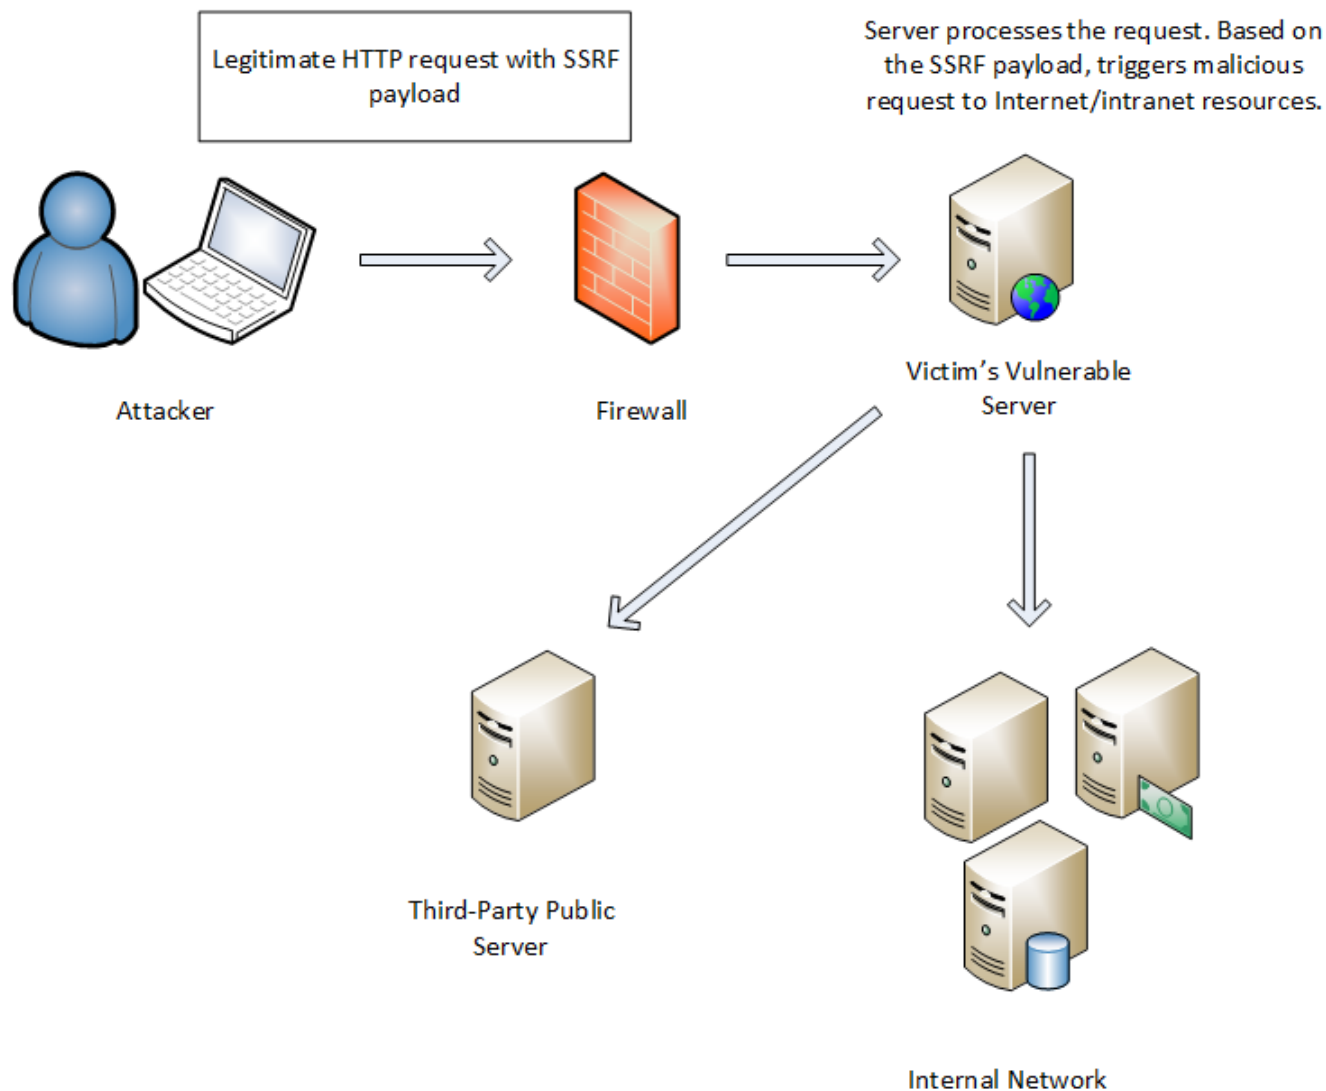 Legitimate HTTP request with SSRF
payload
Server processes the request. Based on
the SSRF payload, triggers malicious
request to Internet/intranet resources.
Attacker
Firewall
Victim’s Vulnerable
Server
Third-Party Public
Server
Internal Network